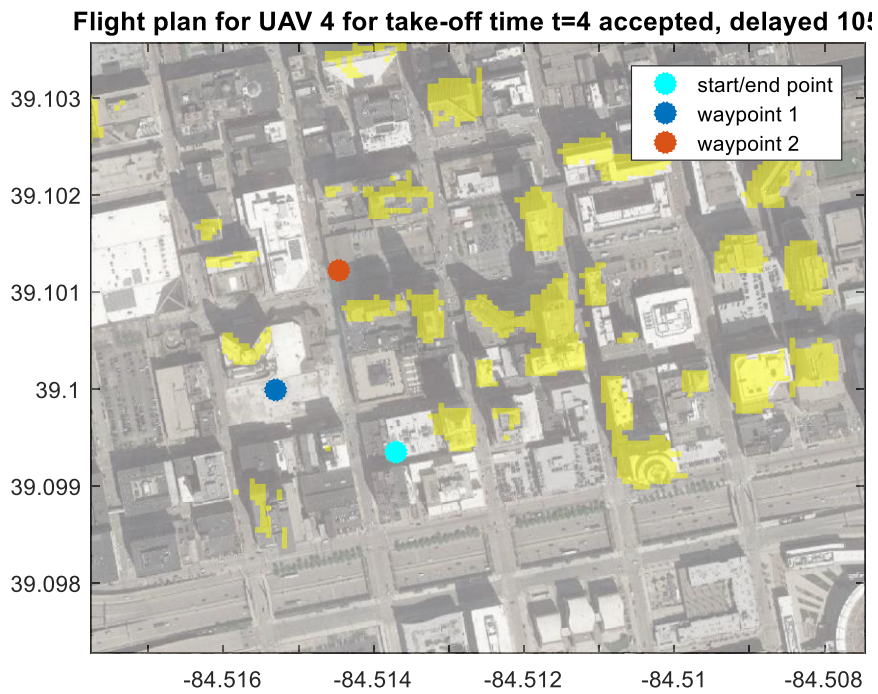 Flight plan for UAV 4 for take-off time t=4 accepted, delayed 105
start/end point
waypoint 1
waypoint 2
39.103
39.102
39.101
39.1
39.099
39.098
-84.516
-84.514
-84.512
-84.51
-84.508